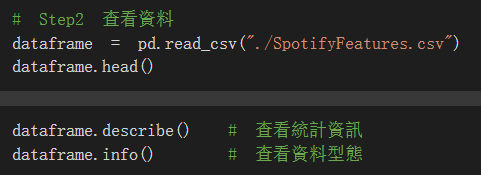 # Step2 查看資料
dataframe = pd.read_csv("./SpotifyFeatures.csv")
dataframe.head()
dataframe.describe() # 查看統計資訊
dataframe.info() # 查看資料型態